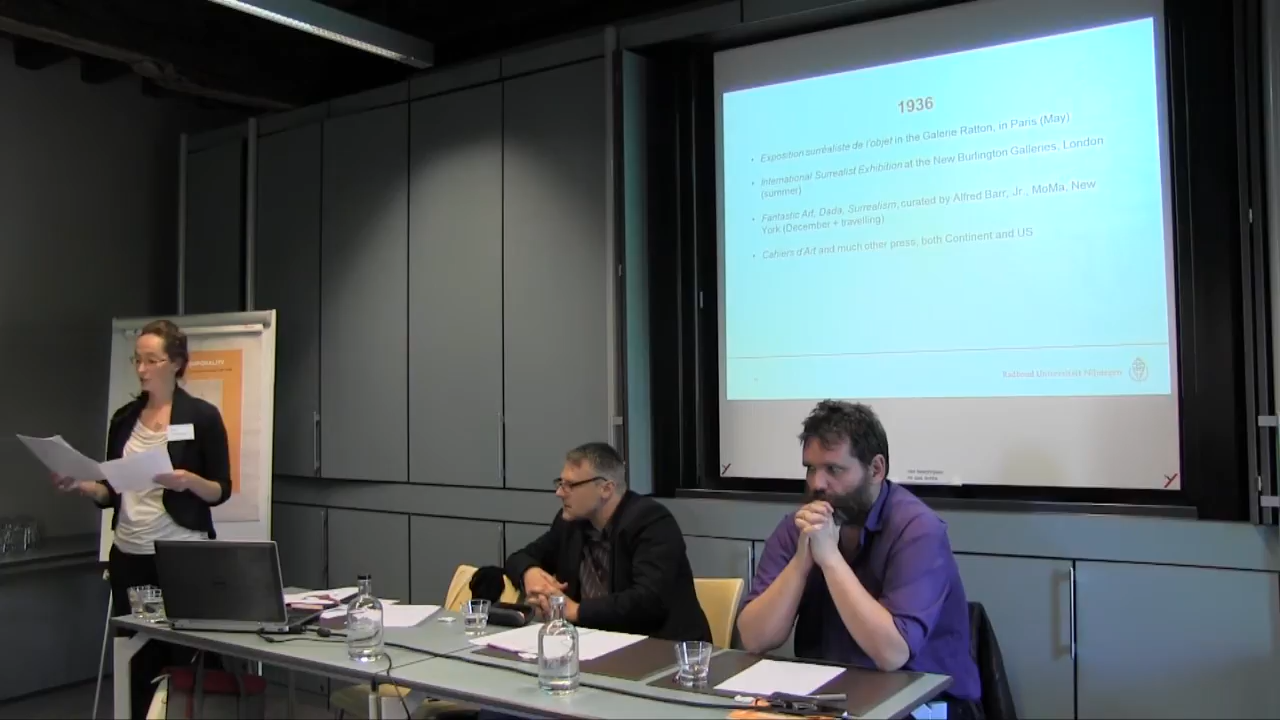 1936
• Exposition surréaliste de l'objet in the Galerie Ratton, in Paris (May)
• International Surrealist Exhibition at the New Burlington Galleries, London
(summer)
• Fantastic Art, Dada, Surrealism, curated by Alfred Barr, Jr., MoMa, New
York (December + travelling)
• Cahiers d'Art and much other press, both Continent and US
Radboud Universiteit Nijmegen